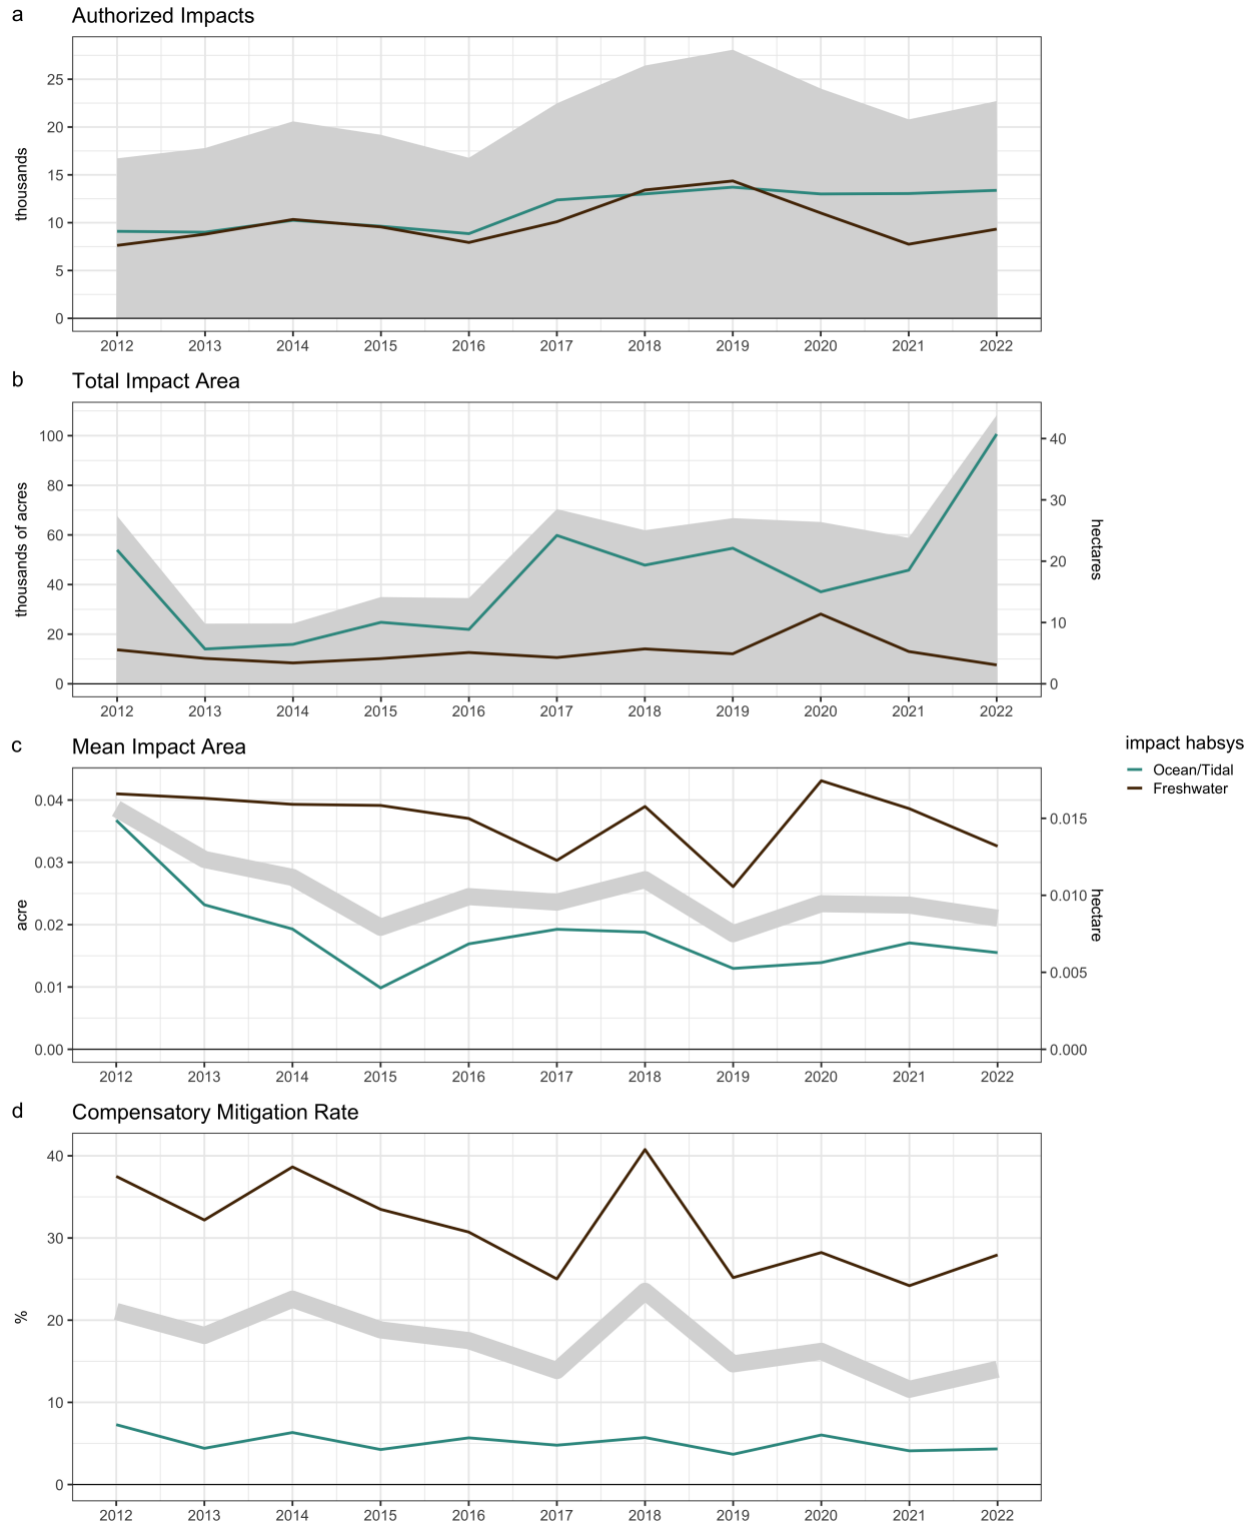 a Authorized Impacts
25
20
15
10
5
0
thousands
2012 2013 2014 2015 2016 2017 2018 2019 2020 2021 2022
b Total Impact Area
100
80
60
40
20
0
thousands of acres
40
30
20
10
0
hectares
2012 2013 2014 2015 2016 2017 2018 2019 2020 2021 2022
c Mean Impact Area
0.04
0.03
0.02
0.01
0.00
acre
0.015
0.010
0.005
0.000
hectare
2012 2013 2014 2015 2016 2017 2018 2019 2020 2021 2022
impact habsys
Ocean/Tidal
Freshwater
d Compensatory Mitigation Rate
40
30
20
10
0
%
2012 2013 2014 2015 2016 2017 2018 2019 2020 2021 2022